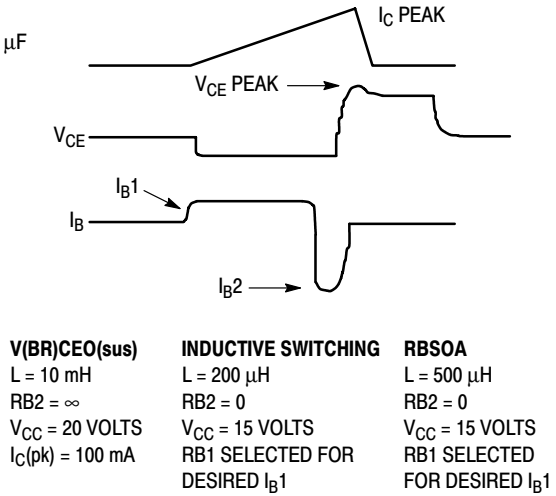 I_C PEAK
μF
V_CE PEAK
V_CE
I_B1
I_B
I_B2
V(BR)CEO(sus)
L = 10 mH
RB2 = ∞
V_CC = 20 VOLTS
I_C(pk) = 100 mA
INDUCTIVE SWITCHING
L = 200 μH
RB2 = 0
V_CC = 15 VOLTS
RB1 SELECTED FOR
DESIRED I_B1
RBSOA
L = 500 μH
RB2 = 0
V_CC = 15 VOLTS
RB1 SELECTED
FOR DESIRED I_B1